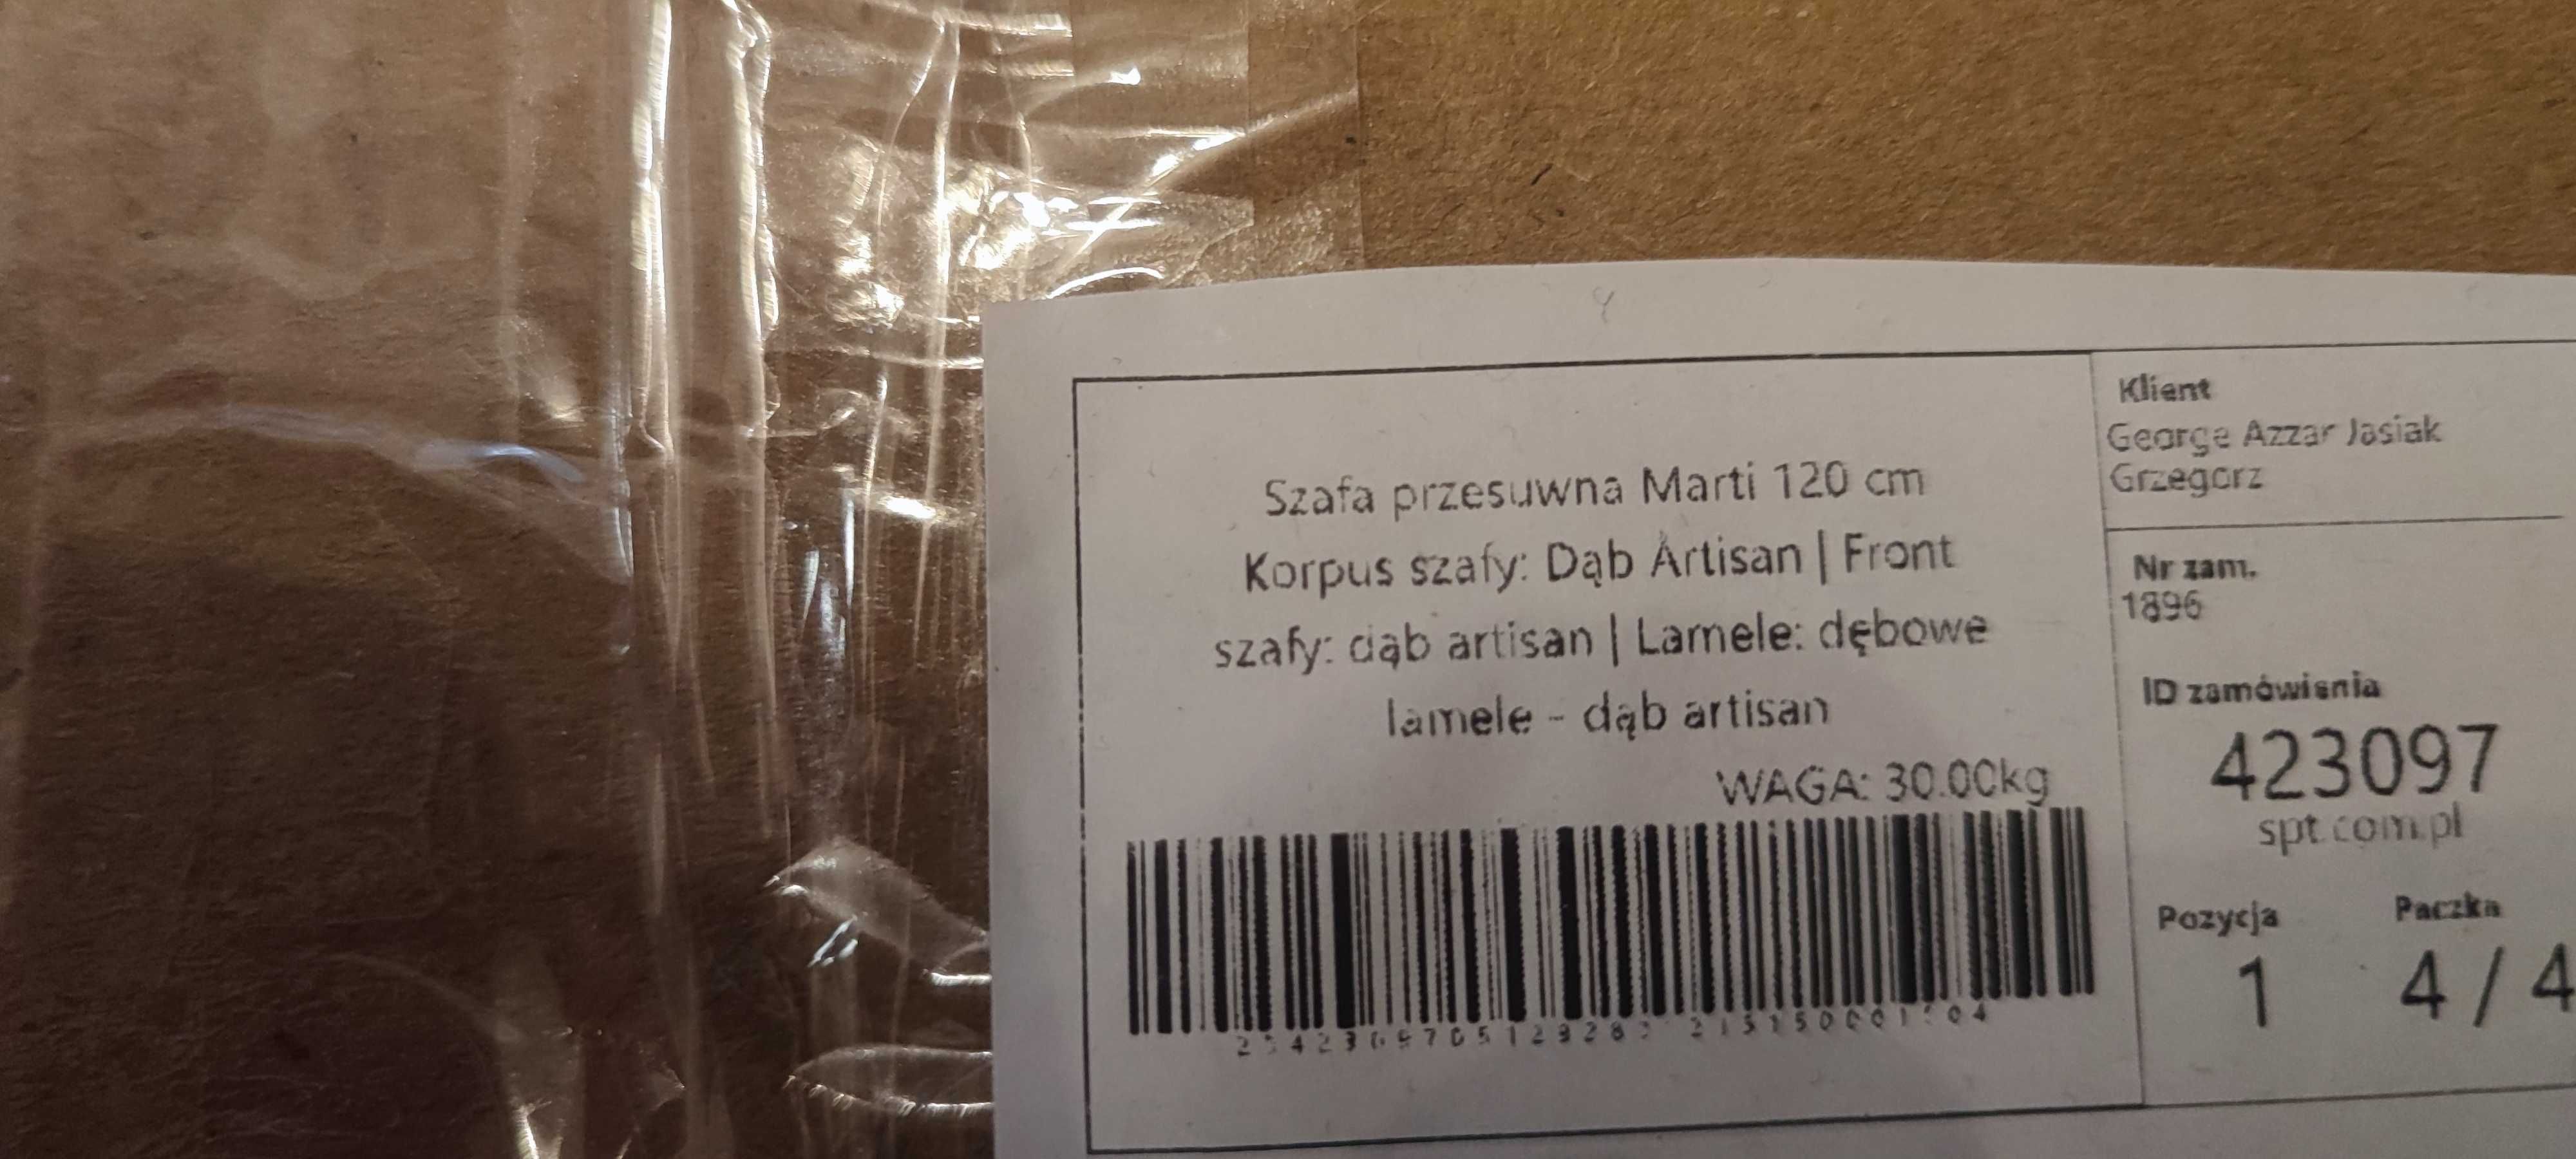 Szafa przesuwna Marti 120 cm
Korpus szafy: Dąb Artisan | Front
szafy: dąb artisan | Lamele: dębowe
lamele - dąb artisan
WAGA: 30.00kg
Klient
George Azzar Jasiak
Grzegorz
Nr zam.
1896
ID zamówienia
423097
spt.com.pl
Pozycja Paczka
1 4 / 4